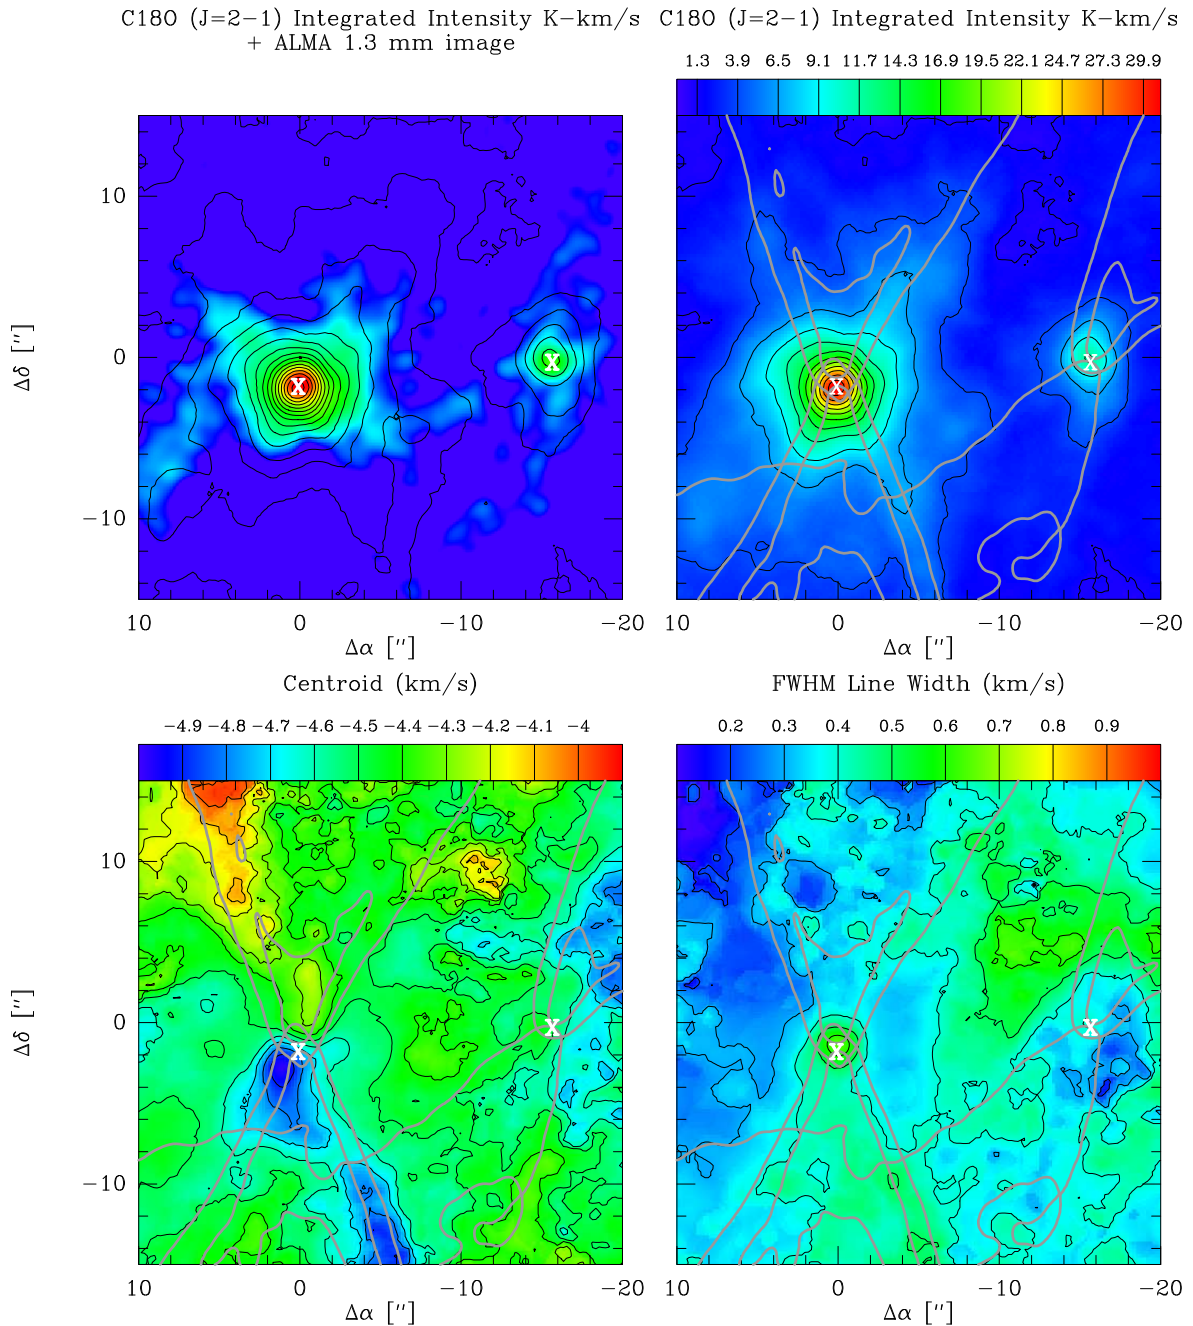 C18O (J=2−1) Integrated Intensity K−km/s
+ ALMA 1.3 mm image
C18O (J=2−1) Integrated Intensity K−km/s
1.3 3.9 6.5 9.1 11.7 14.3 16.9 19.5 22.1 24.7 27.3 29.9
10
0
−10
Δδ ["]
X
X
10 0 −10 −20
Δα ["]
X
X
10 0 −10 −20
Δα ["]
Centroid (km/s)
−4.9 −4.8 −4.7 −4.6 −4.5 −4.4 −4.3 −4.2 −4.1 −4
10
0
−10
Δδ ["]
X
X
10 0 −10 −20
Δα ["]
FWHM Line Width (km/s)
0.2 0.3 0.4 0.5 0.6 0.7 0.8 0.9
X
X
10 0 −10 −20
Δα ["]